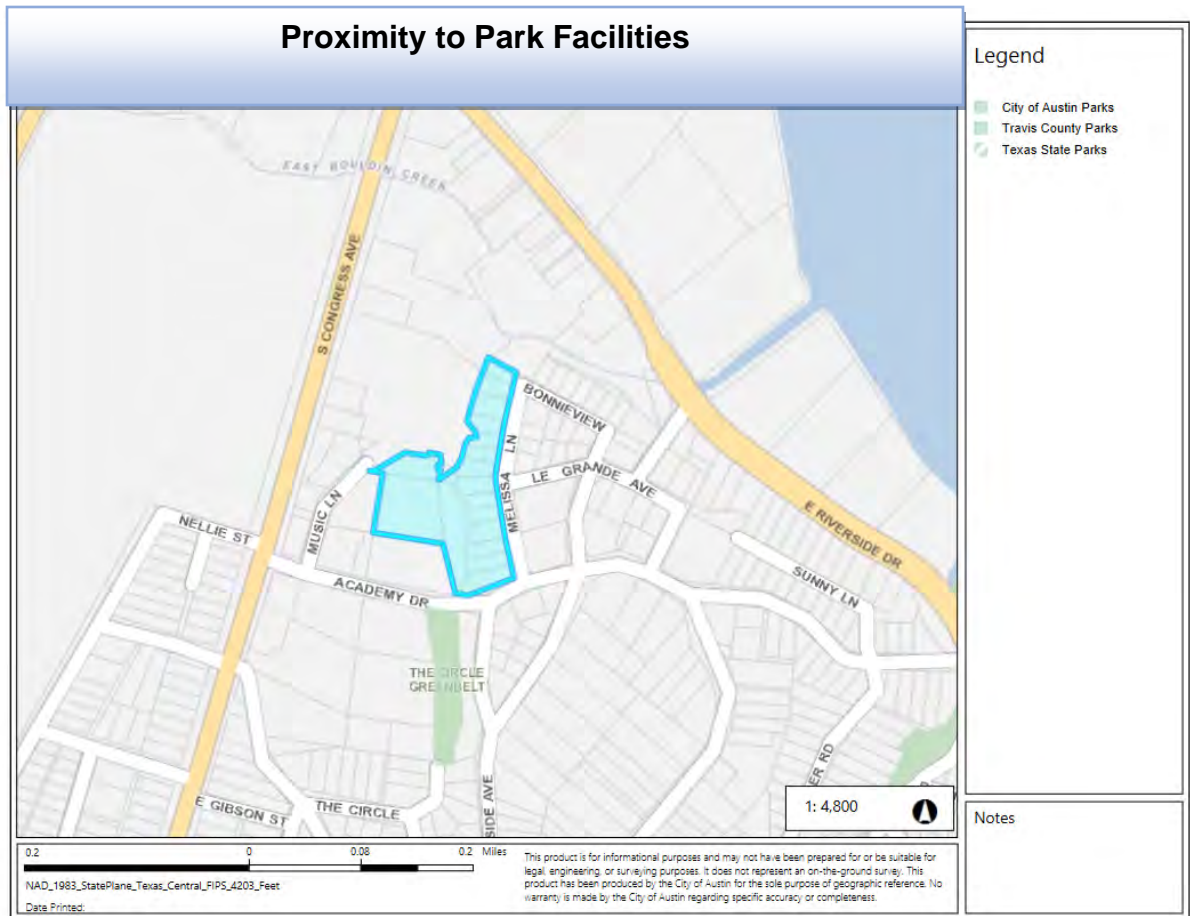 Proximity to Park Facilities
Legend
City of Austin Parks
Travis County Parks
Texas State Parks
EAST BOULDIN CREEK
S CONGRESS AVE
BONNIEVIEW
MELISSA LN
LE GRANDE AVE
E RIVERSIDE DR
MUSIC LN
NELLIE ST
ACADEMY DR
SUNNY LN
THE CIRCLE
GREENBELT
ER RD
E GIBSON ST
THE CIRCLE
SIDE AVE
1: 4,800
Notes
0.2 0 0.08 0.2 Miles
NAD_1983_StatePlane_Texas_Central_FIPS_4203_Feet
Date Printed:
This product is for informational purposes and may not have been prepared for or be suitable for
legal, engineering, or surveying purposes. It does not represent an on-the-ground survey. This
product has been produced by the City of Austin for the sole purpose of geographic reference. No
warranty is made by the City of Austin regarding specific accuracy or completeness.